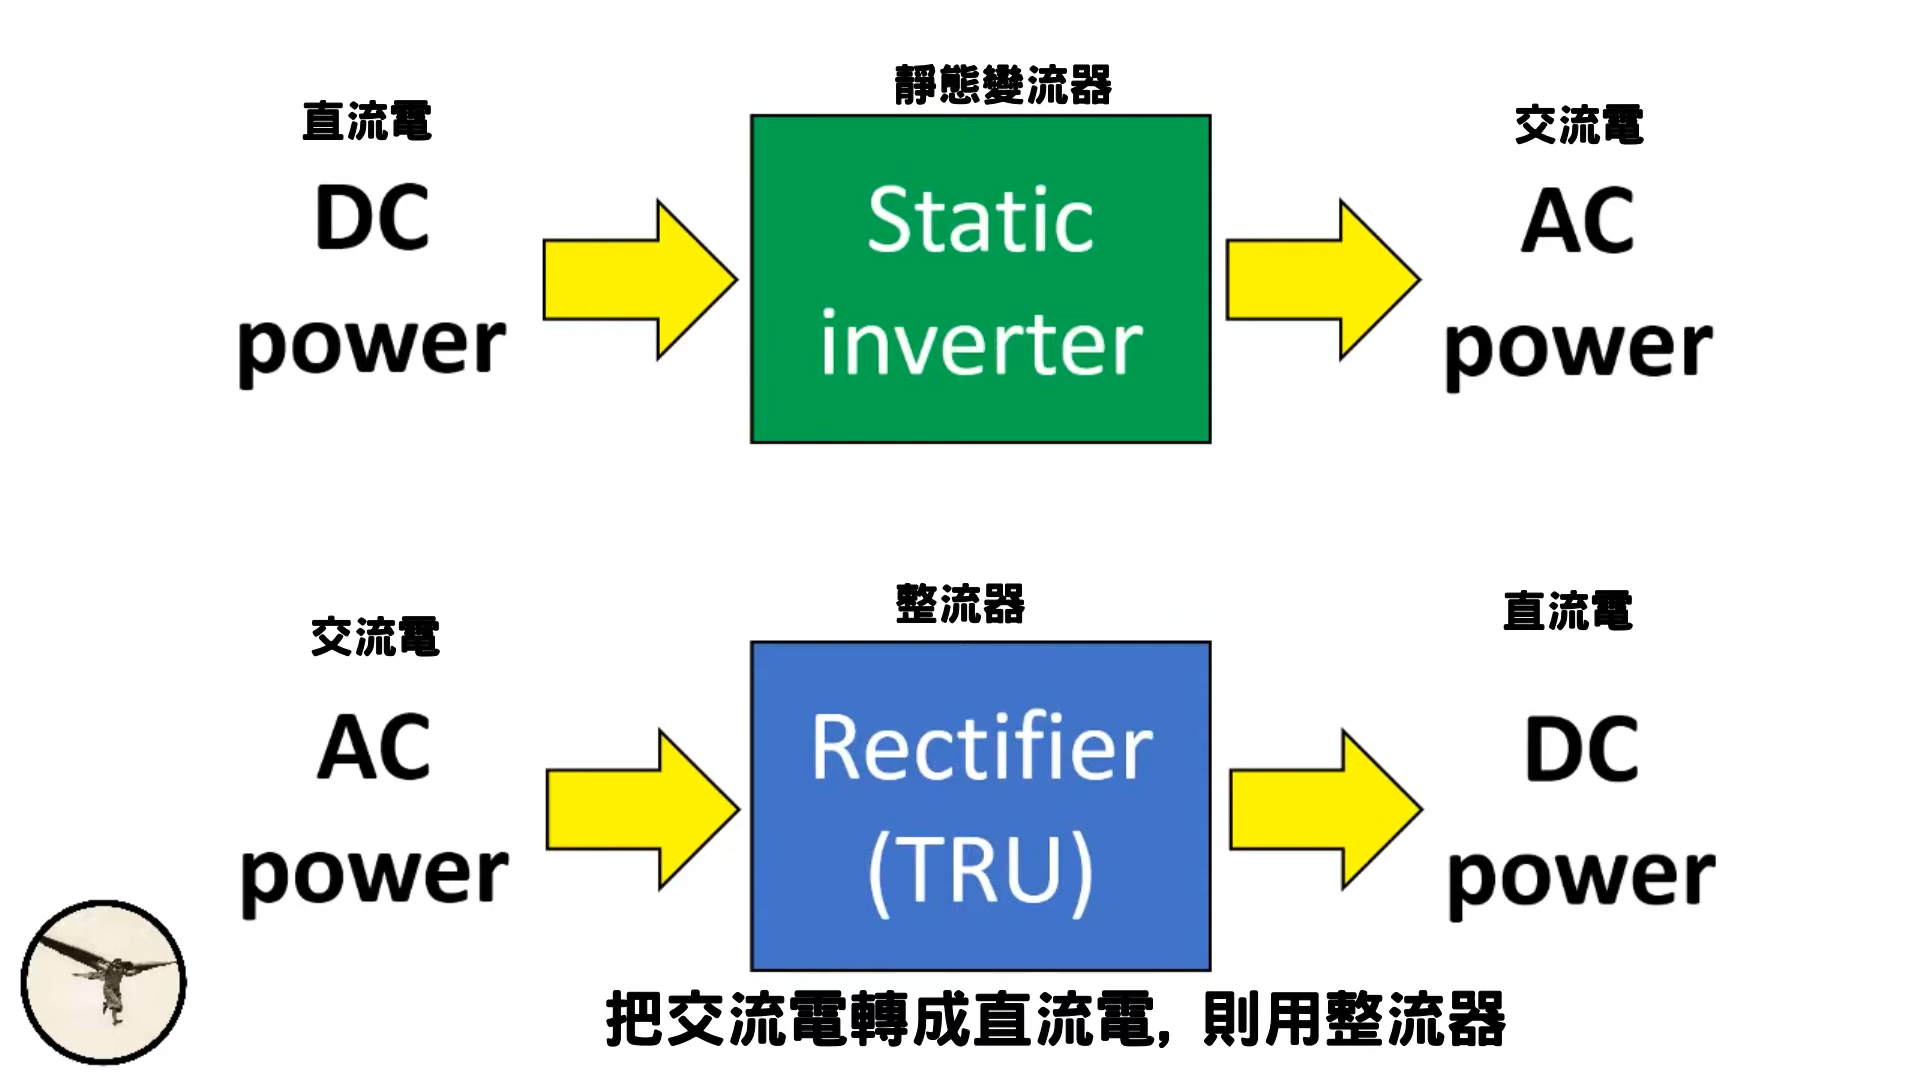 靜態變流器
直流電
交流電
DC
power
Static
inverter
AC
power
整流器
交流電
直流電
AC
power
Rectifier
(TRU)
DC
power
把交流電轉成直流電, 則用整流器